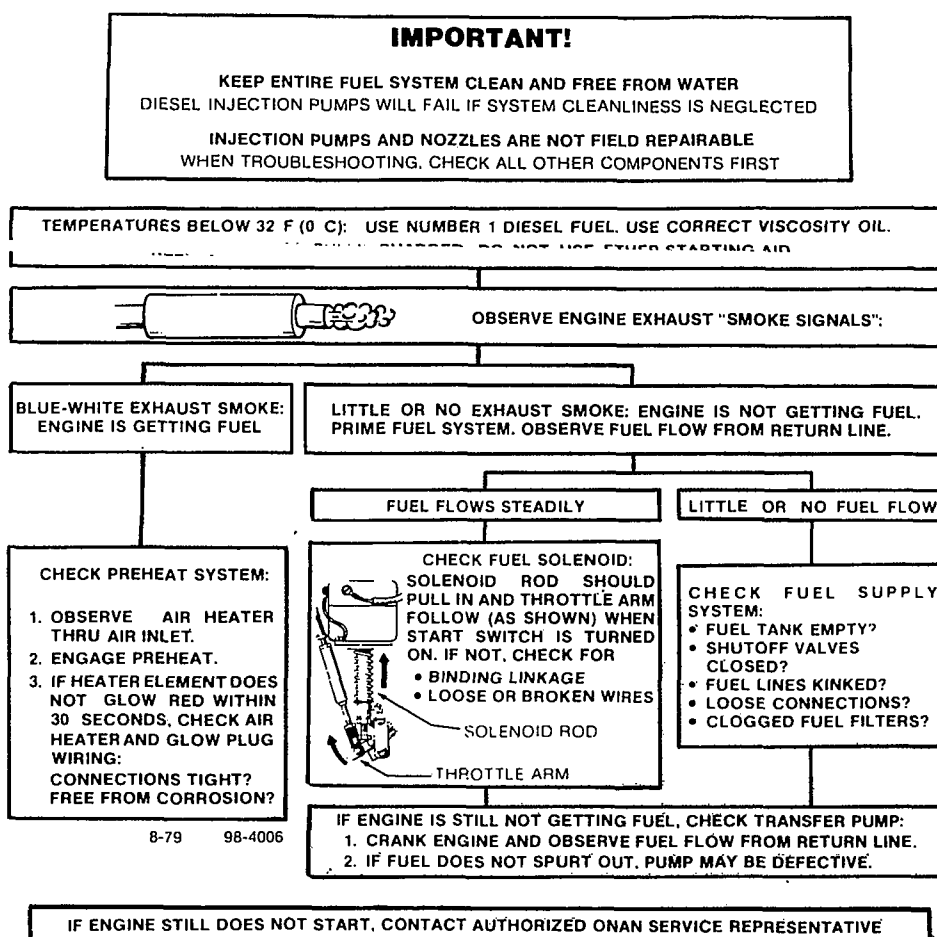 IMPORTANT!
KEEP ENTIRE FUEL SYSTEM CLEAN AND FREE FROM WATER
DIESEL INJECTION PUMPS WILL FAIL IF SYSTEM CLEANLINESS IS NEGLECTED
INJECTION PUMPS AND NOZZLES ARE NOT FIELD REPAIRABLE
WHEN TROUBLESHOOTING, CHECK ALL OTHER COMPONENTS FIRST
TEMPERATURES BELOW 32 F (0 C): USE NUMBER 1 DIESEL FUEL. USE CORRECT VISCOSITY OIL.
DO NOT USE ETHER STARTING AID
OBSERVE ENGINE EXHAUST "SMOKE SIGNALS":
BLUE-WHITE EXHAUST SMOKE:
ENGINE IS GETTING FUEL
LITTLE OR NO EXHAUST SMOKE: ENGINE IS NOT GETTING FUEL.
PRIME FUEL SYSTEM. OBSERVE FUEL FLOW FROM RETURN LINE.
FUEL FLOWS STEADILY
LITTLE OR NO FUEL FLOW
CHECK PREHEAT SYSTEM:
1. OBSERVE AIR HEATER
THRU AIR INLET.
2. ENGAGE PREHEAT.
3. IF HEATER ELEMENT DOES
NOT GLOW RED WITHIN
30 SECONDS, CHECK AIR
HEATER AND GLOW PLUG
WIRING:
CONNECTIONS TIGHT?
FREE FROM CORROSION?
8-79 98-4006
CHECK FUEL SOLENOID:
SOLENOID ROD SHOULD
PULL IN AND THROTTLE ARM
FOLLOW (AS SHOWN) WHEN
START SWITCH IS TURNED
ON. IF NOT, CHECK FOR
• BINDING LINKAGE
• LOOSE OR BROKEN WIRES
SOLENOID ROD
THROTTLE ARM
CHECK FUEL SUPPLY
SYSTEM:
• FUEL TANK EMPTY?
• SHUTOFF VALVES
CLOSED?
• FUEL LINES KINKED?
• LOOSE CONNECTIONS?
• CLOGGED FUEL FILTERS?
IF ENGINE IS STILL NOT GETTING FUEL, CHECK TRANSFER PUMP:
1. CRANK ENGINE AND OBSERVE FUEL FLOW FROM RETURN LINE.
2. IF FUEL DOES NOT SPURT OUT, PUMP MAY BE DEFECTIVE.
IF ENGINE STILL DOES NOT START, CONTACT AUTHORIZED ONAN SERVICE REPRESENTATIVE